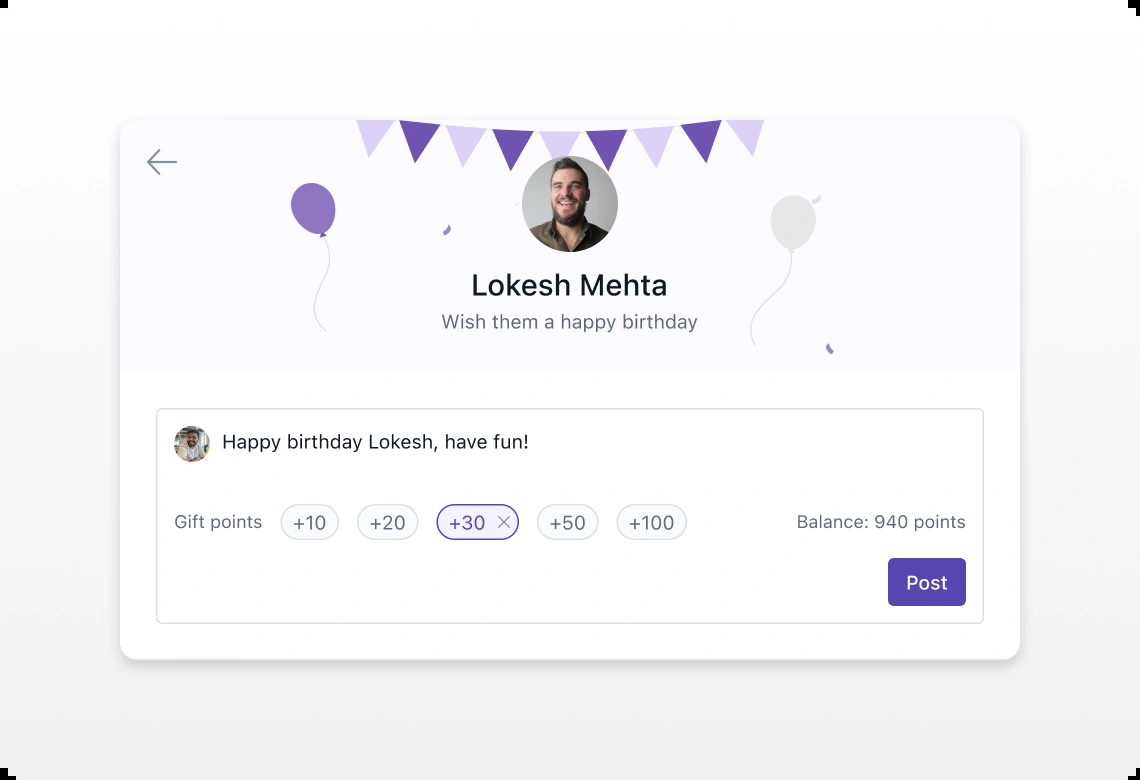 Lokesh Mehta
Wish them a happy birthday
Happy birthday Lokesh, have fun!
Gift points +10 +20 +30 +50 +100 Balance: 940 points
Post